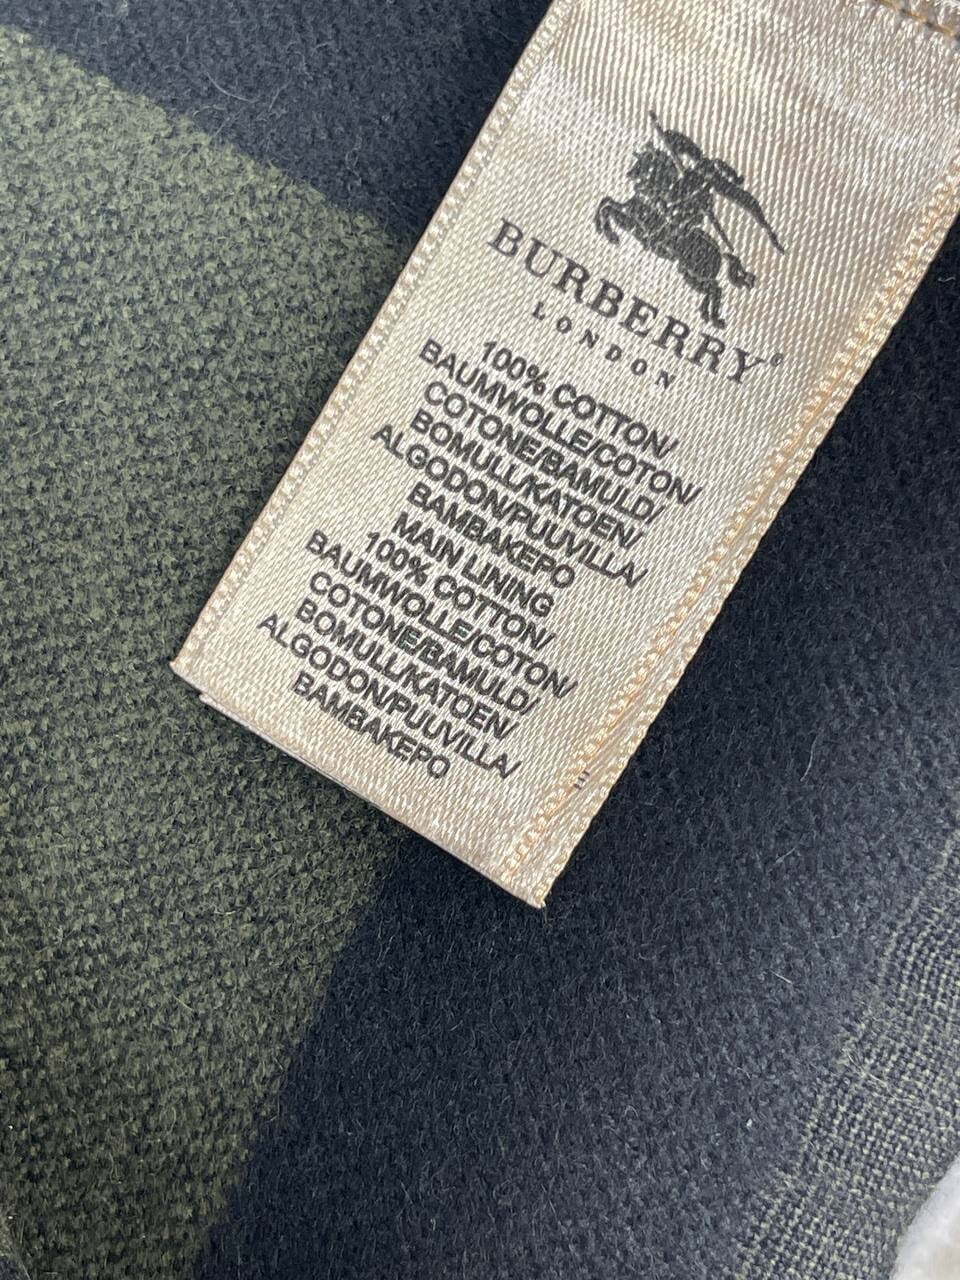 BURBERRY®
LONDON
100% COTTON/
BAUMWOLLE/COTON/
COTONE/BAMULD/
BOMULL/KATOEN/
ALGODON/PUUVILLA/
BAMBAKEPO
MAIN LINING
100% COTTON/
BAUMWOLLE/COTON/
COTONE/BAMULD/
BOMULL/KATOEN/
ALGODON/PUUVILLA/
BAMBAKEPO